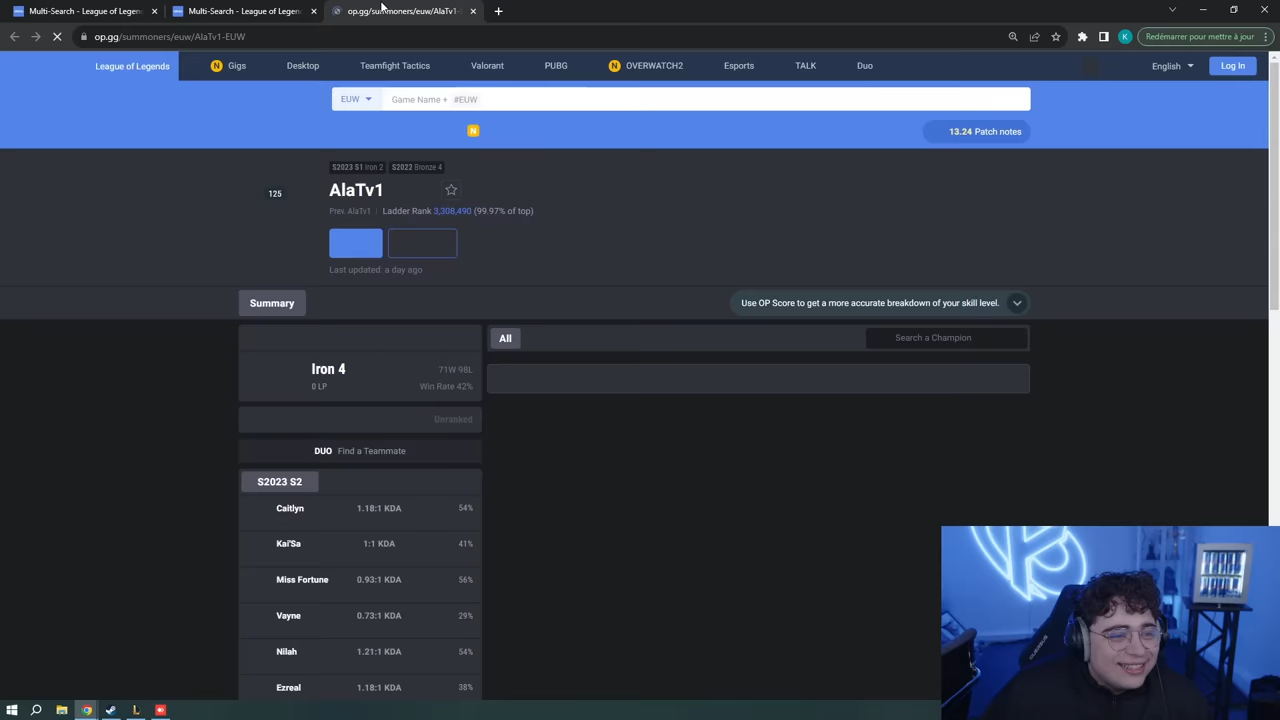 Multi-Search - League of Legen
Multi-Search - League of Legen
op.gg/summoners/euw/AlaTv1-
op.gg/summoners/euw/AlaTv1-EUW
K
Redémarrer pour mettre à jour
League of Legends
N Gigs
Desktop
Teamfight Tactics
Valorant
PUBG
N OVERWATCH2
Esports
TALK
Duo
English
Log In
EUW
Game Name + #EUW
N
13.24 Patch notes
S2023 S1 Iron 2
S2022 Bronze 4
125
AlaTv1
Prev. AlaTv1
Ladder Rank 3,308,490 (99.97% of top)
Last updated: a day ago
Summary
Use OP Score to get a more accurate breakdown of your skill level.
All
Search a Champion
Iron 4
71W 98L
0 LP
Win Rate 42%
Unranked
DUO Find a Teammate
S2023 S2
Caitlyn 1.18:1 KDA 54%
Kai'Sa 1:1 KDA 41%
Miss Fortune 0.93:1 KDA 56%
Vayne 0.73:1 KDA 29%
Nilah 1.21:1 KDA 54%
Ezreal 1.18:1 KDA 38%